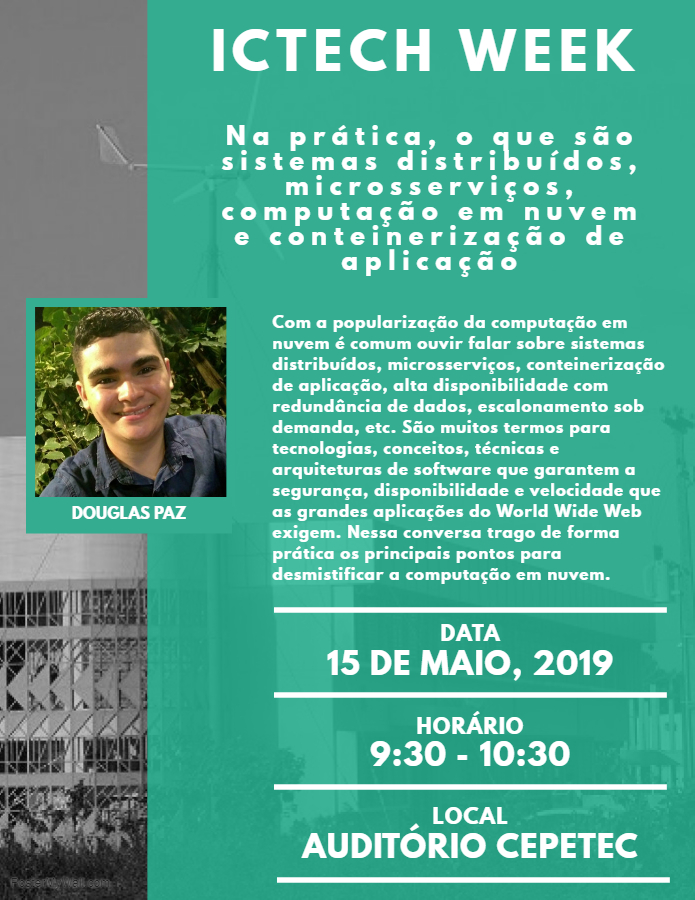 ICTECH WEEK
Na prática, o que são
sistemas distribuídos,
microsserviços,
computação em nuvem
e conteinerização de
aplicação
Com a popularização da computação em
nuvem é comum ouvir falar sobre sistemas
distribuídos, microsserviços, conteinerização
de aplicação, alta disponibilidade com
redundância de dados, escalonamento sob
demanda, etc. São muitos termos para
tecnologias, conceitos, técnicas e
arquiteturas de software que garantem a
segurança, disponibilidade e velocidade que
as grandes aplicações do World Wide Web
exigem. Nessa conversa trago de forma
prática os principais pontos para
desmistificar a computação em nuvem.
DOUGLAS PAZ
DATA
15 DE MAIO, 2019
HORÁRIO
9:30 - 10:30
LOCAL
AUDITÓRIO CEPETEC
PosterMyWall.com